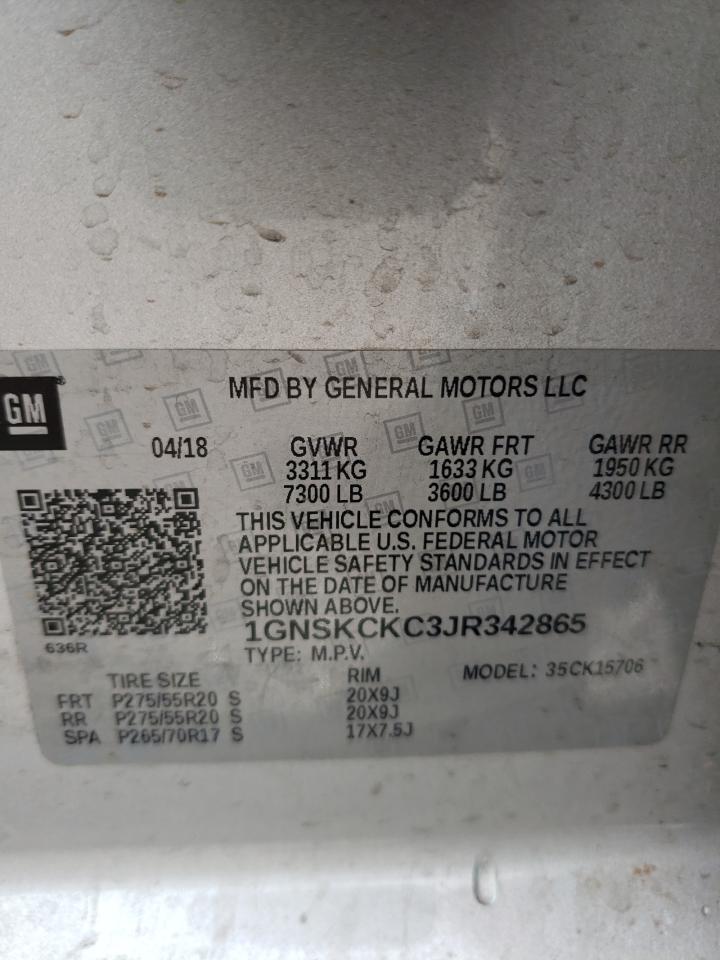 GM
MFD BY GENERAL MOTORS LLC
04/18 GVWR GAWR FRT GAWR RR
3311 KG 1633 KG 1950 KG
7300 LB 3600 LB 4300 LB
THIS VEHICLE CONFORMS TO ALL
APPLICABLE U.S. FEDERAL MOTOR
VEHICLE SAFETY STANDARDS IN EFFECT
ON THE DATE OF MANUFACTURE
SHOWN ABOVE.
1GNSKCKC3JR342865
636R
TYPE: M.P.V. MODEL: 35CK15706
TIRE SIZE RIM
FRT P275/55R20 S 20X9J
RR P275/55R20 S 20X9J
SPA P265/70R17 S 17X7.5J